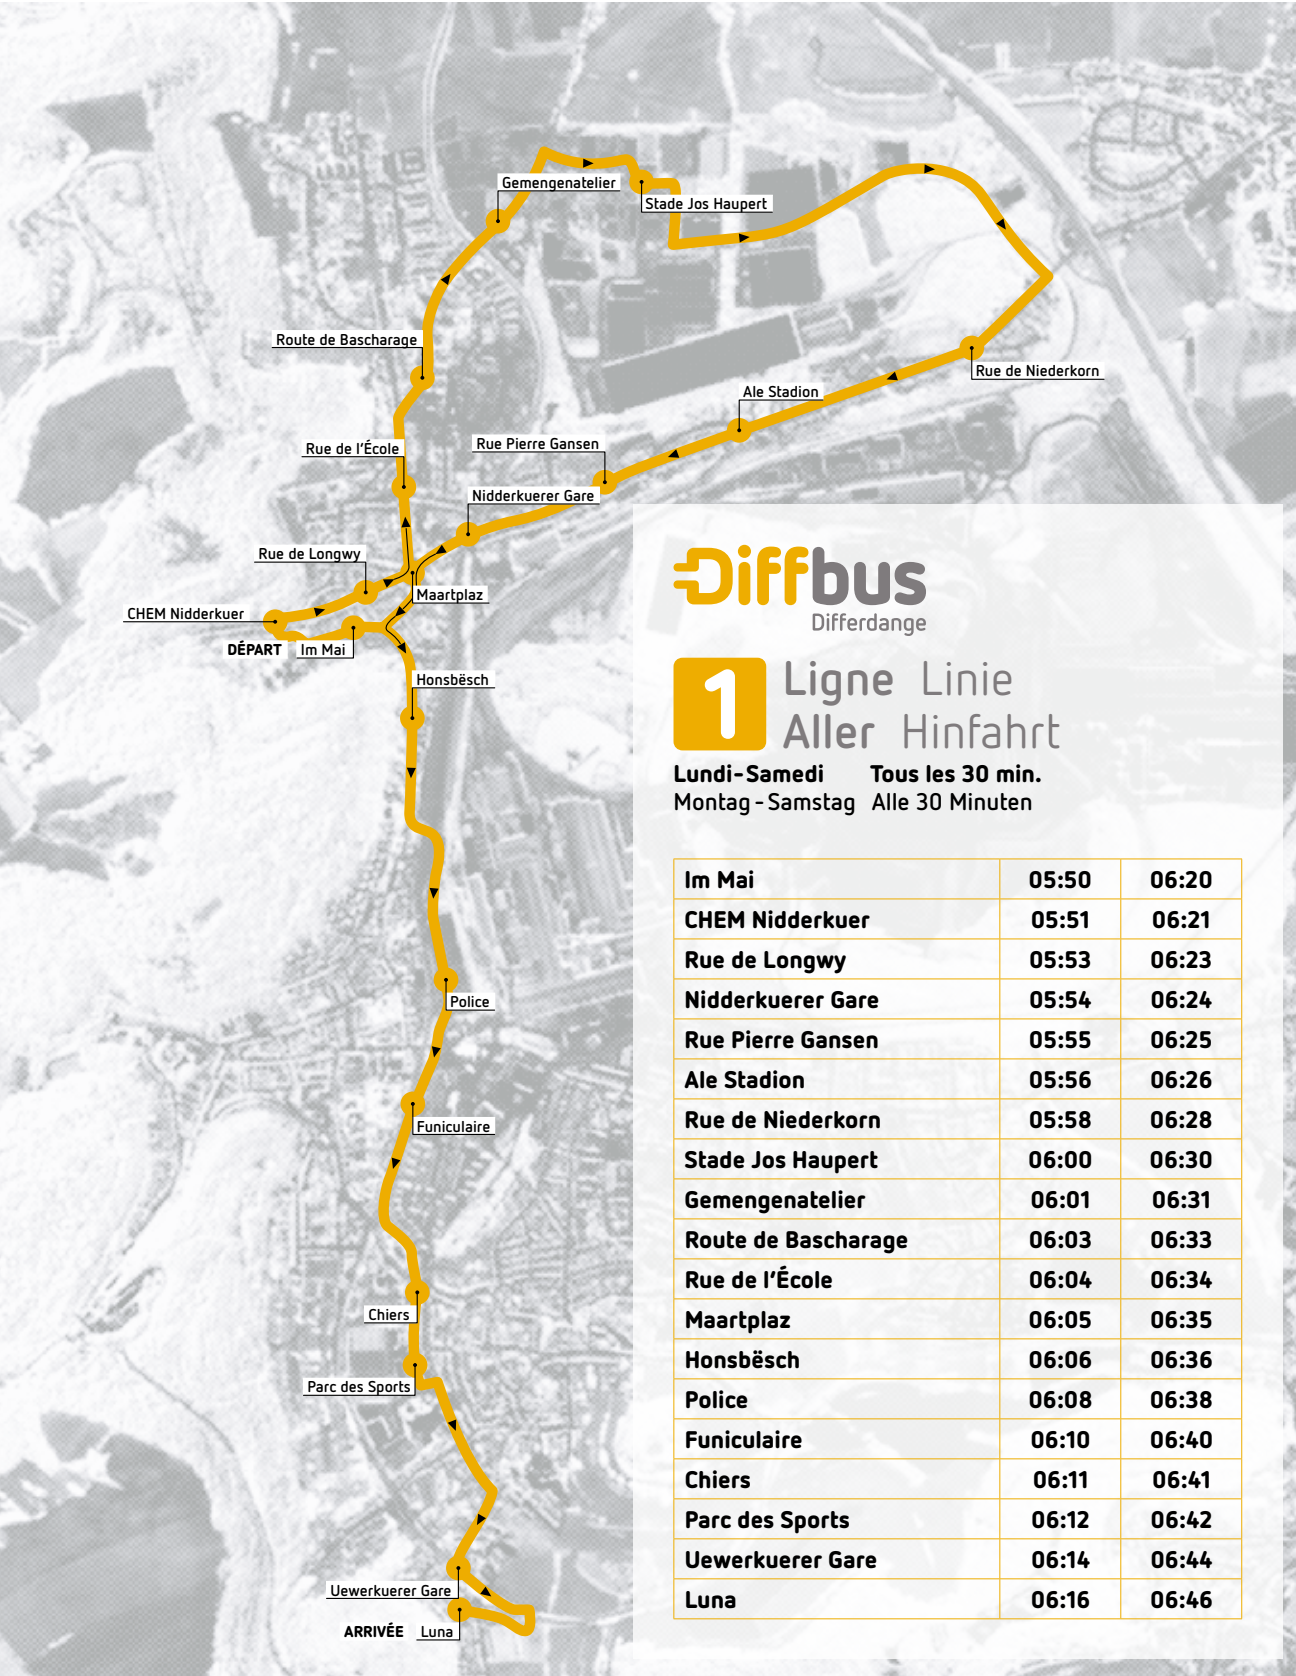 Gemengenatelier
Stade Jos Haupert
Route de Bascharage
Rue de Niederkorn
Ale Stadion
Rue Pierre Gansen
Rue de l'École
Nidderkuerer Gare
Rue de Longwy
Maartplaz
CHEM Nidderkuer
DÉPART
Im Mai
Honsbësch
Police
Funiculaire
Chiers
Parc des Sports
Uewerkuerer Gare
ARRIVÉE
Luna
Diffbus
Differdange
1 Ligne Linie
Aller Hinfahrt
Lundi-Samedi Tous les 30 min.
Montag - Samstag Alle 30 Minuten
Im Mai 05:50 06:20
CHEM Nidderkuer 05:51 06:21
Rue de Longwy 05:53 06:23
Nidderkuerer Gare 05:54 06:24
Rue Pierre Gansen 05:55 06:25
Ale Stadion 05:56 06:26
Rue de Niederkorn 05:58 06:28
Stade Jos Haupert 06:00 06:30
Gemengenatelier 06:01 06:31
Route de Bascharage 06:03 06:33
Rue de l'École 06:04 06:34
Maartplaz 06:05 06:35
Honsbësch 06:06 06:36
Police 06:08 06:38
Funiculaire 06:10 06:40
Chiers 06:11 06:41
Parc des Sports 06:12 06:42
Uewerkuerer Gare 06:14 06:44
Luna 06:16 06:46